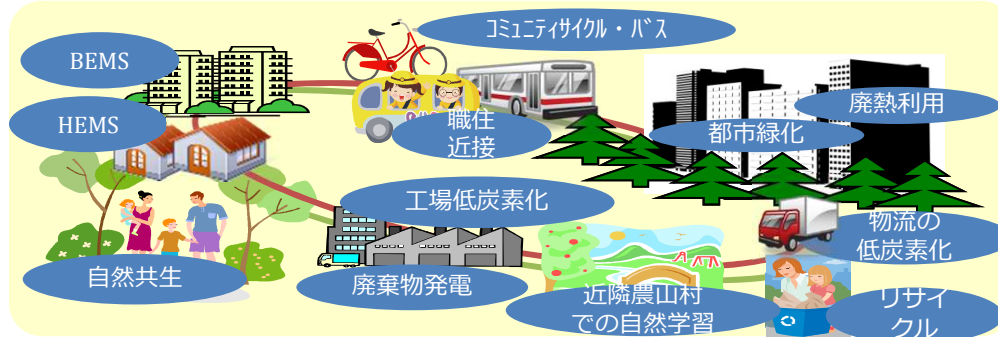 ｺﾐｭﾆﾃｨｻｲｸﾙ・ﾊﾞｽ
BEMS
廃熱利用
HEMS
職住
近接
都市緑化
工場低炭素化
物流の
低炭素化
自然共生
廃棄物発電
近隣農山村
での自然学習
リサイ
クル